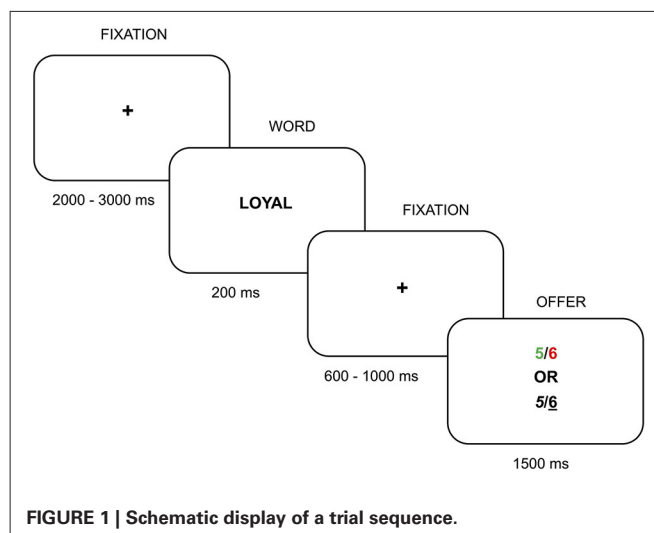 FIXATION
+
2000 - 3000 ms
WORD
LOYAL
200 ms
FIXATION
+
600 - 1000 ms
OFFER
5/6
OR
5/6
1500 ms
FIGURE 1 | Schematic display of a trial sequence.